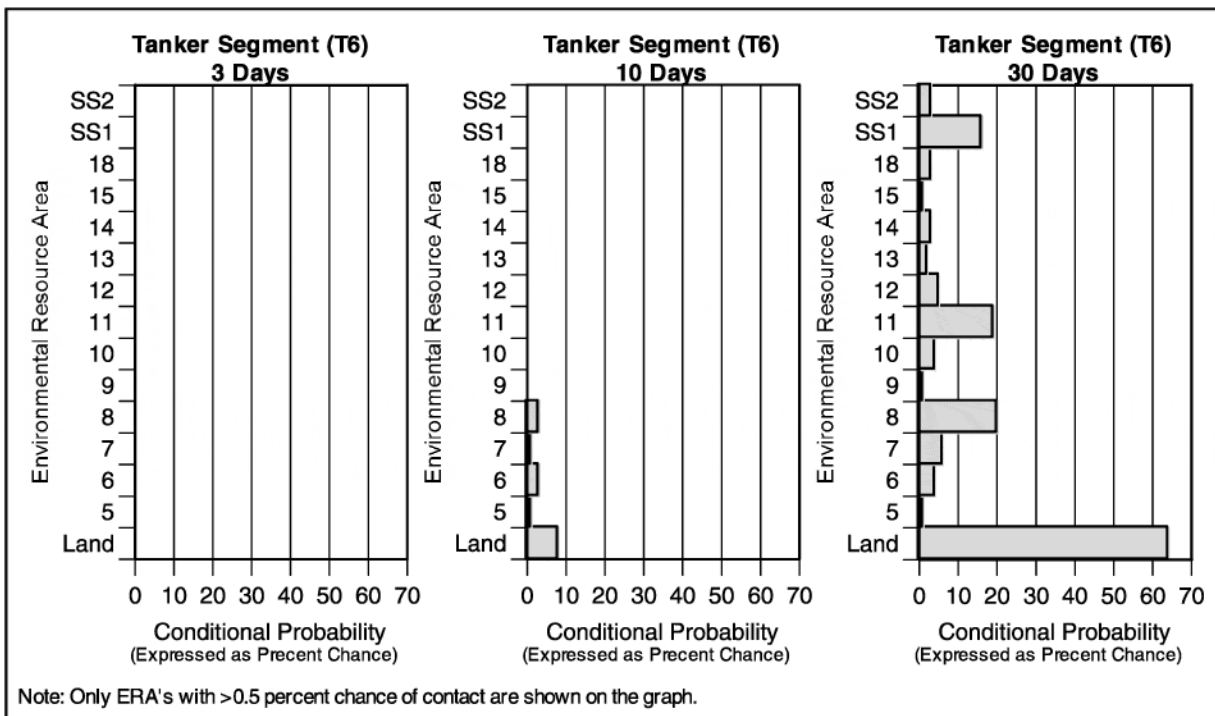 Tanker Segment (T6)
3 Days
SS2
SS1
18
15
14
13
12
11
10
9
8
7
6
5
Land
Environmental Resource Area
0 10 20 30 40 50 60 70
Conditional Probability
(Expressed as Precent Chance)
Tanker Segment (T6)
10 Days
SS2
SS1
18
15
14
13
12
11
10
9
8
7
6
5
Land
Environmental Resource Area
0 10 20 30 40 50 60 70
Conditional Probability
(Expressed as Precent Chance)
Tanker Segment (T6)
30 Days
SS2
SS1
18
15
14
13
12
11
10
9
8
7
6
5
Land
Environmental Resource Area
0 10 20 30 40 50 60 70
Conditional Probability
(Expressed as Precent Chance)
Note: Only ERA's with >0.5 percent chance of contact are shown on the graph.